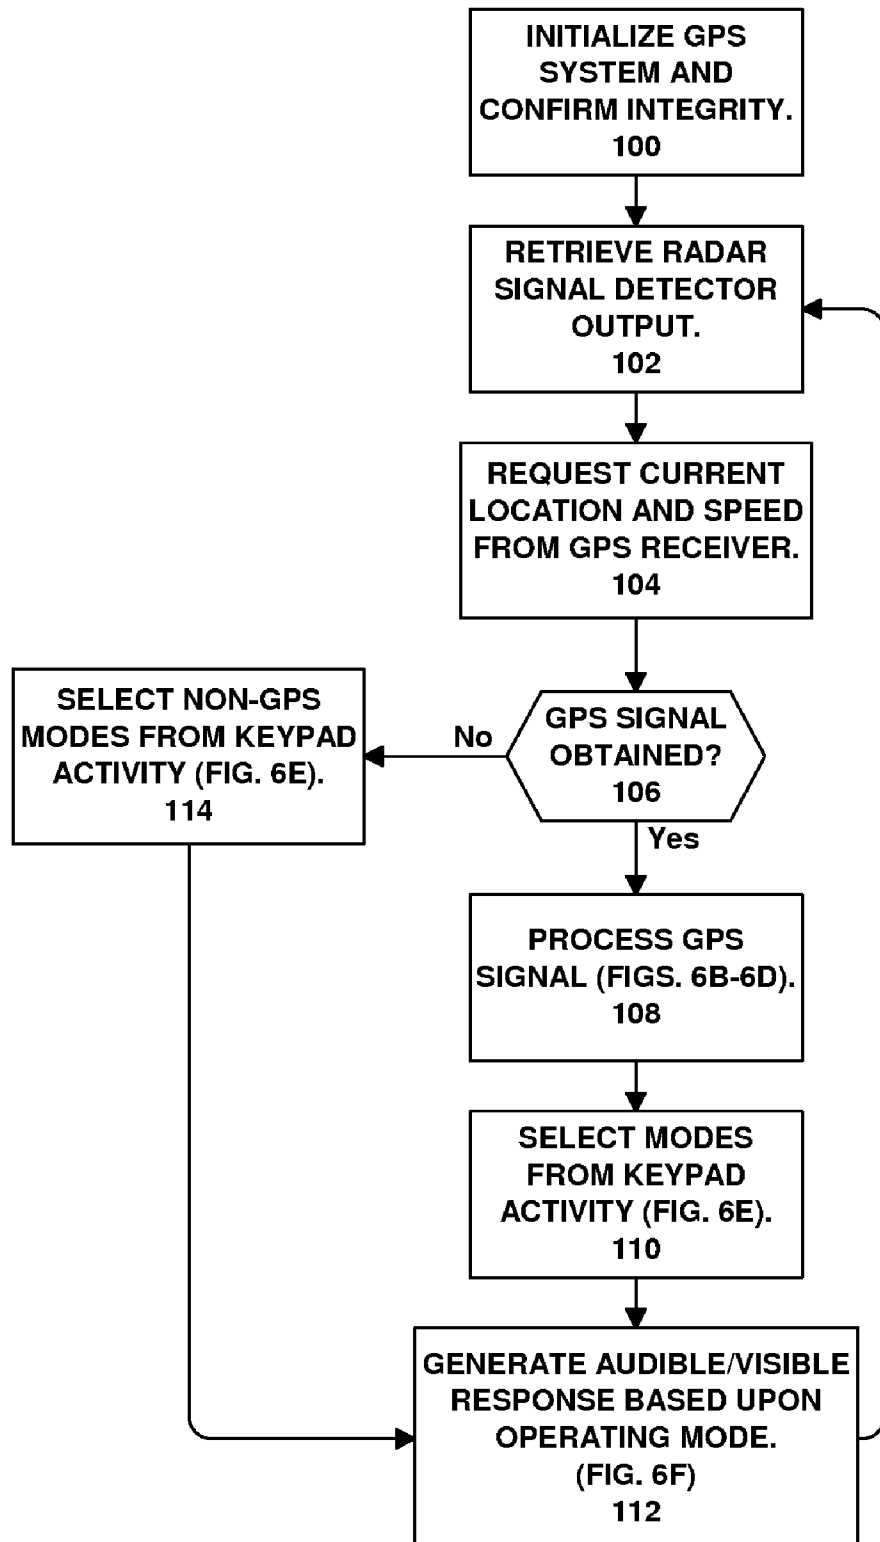 INITIALIZE GPS
SYSTEM AND
CONFIRM INTEGRITY.
100
RETRIEVE RADAR
SIGNAL DETECTOR
OUTPUT.
102
REQUEST CURRENT
LOCATION AND SPEED
FROM GPS RECEIVER.
104
GPS SIGNAL
OBTAINED?
106
No
SELECT NON-GPS
MODES FROM KEYPAD
ACTIVITY (FIG. 6E).
114
Yes
PROCESS GPS
SIGNAL (FIGS. 6B-6D).
108
SELECT MODES
FROM KEYPAD
ACTIVITY (FIG. 6E).
110
GENERATE AUDIBLE/VISIBLE
RESPONSE BASED UPON
OPERATING MODE.
(FIG. 6F)
112